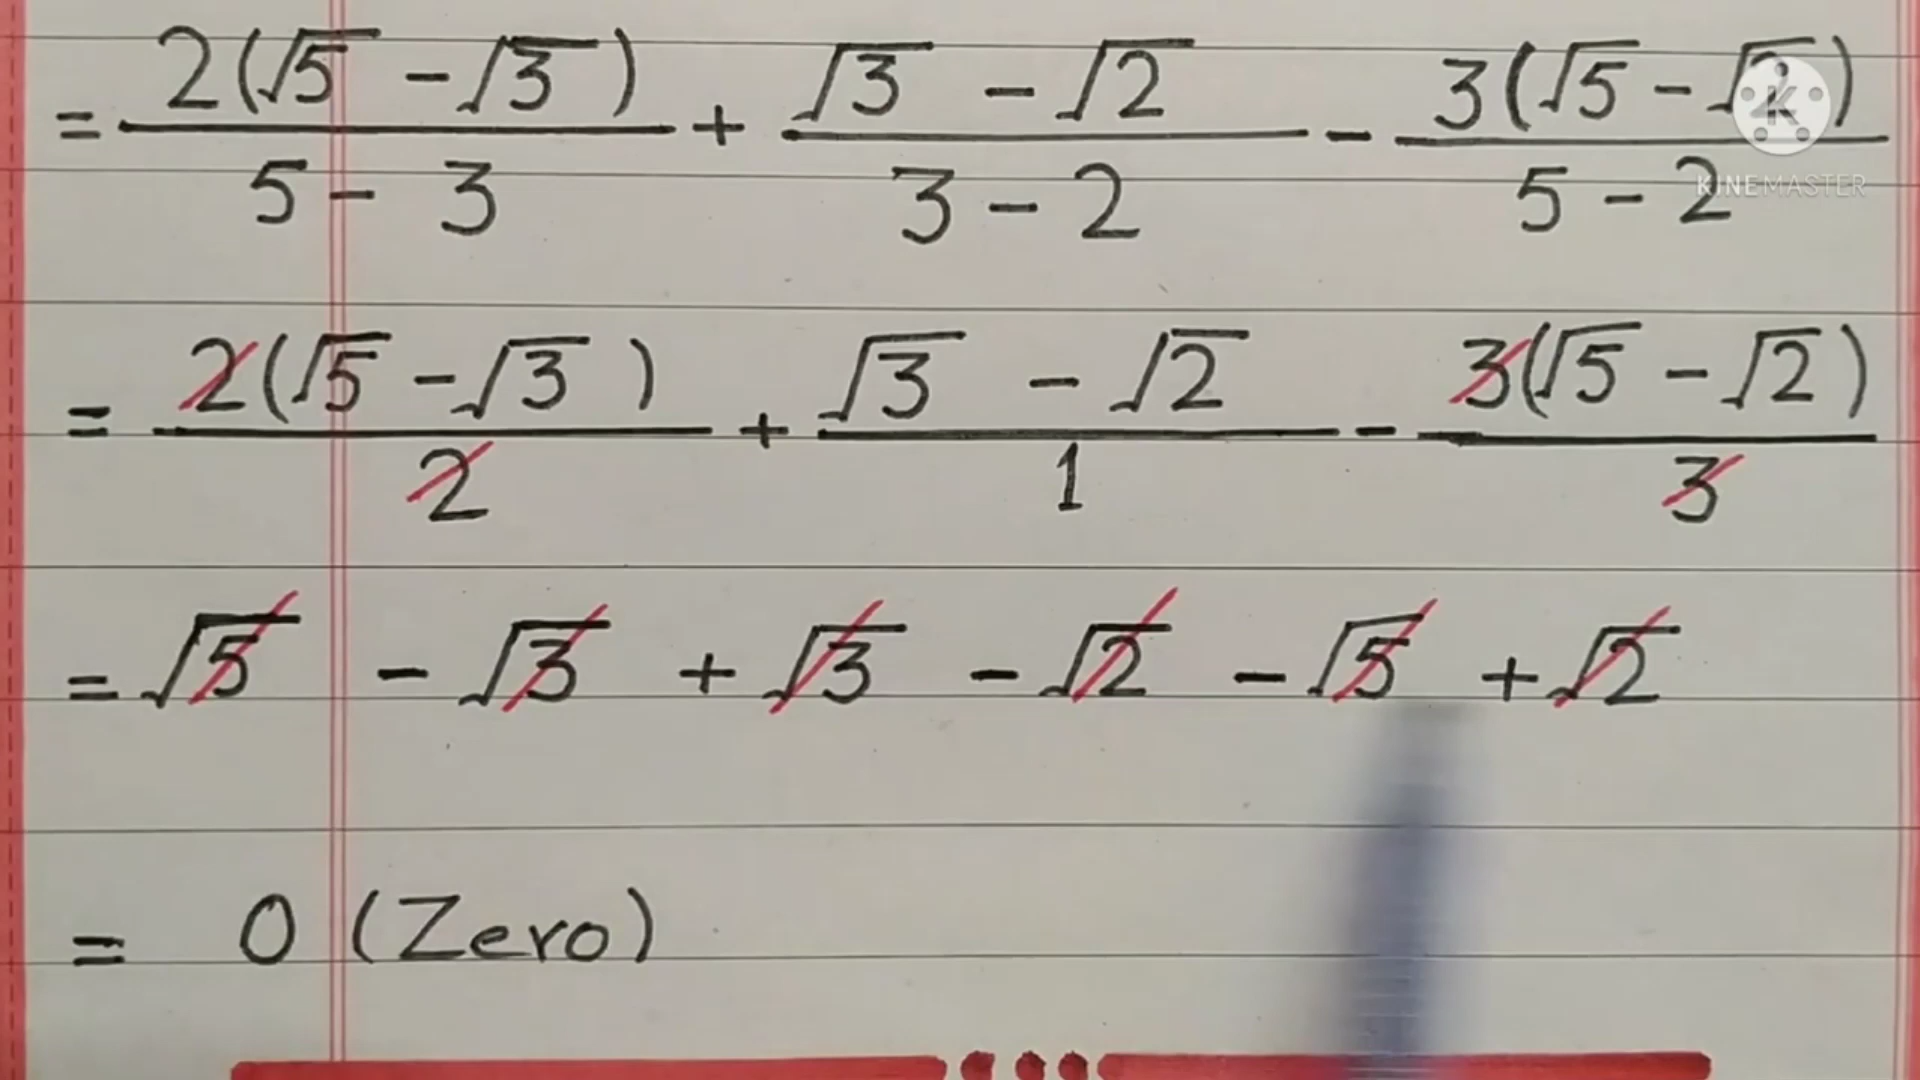 = 2(√5 - √3) / 5 - 3 + √3 - √2 / 3 - 2 - 3(√5 - √2) / 5 - 2
KINEMASTER
= 2(√5 - √3) / 2 + √3 - √2 / 1 - 3(√5 - √2) / 3
= √5 - √3 + √3 - √2 - √5 + √2
= 0 (Zero)